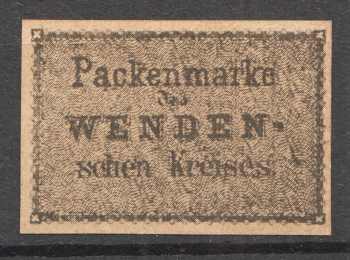 Packenmarke
des
WENDEN-
schen Kreises.